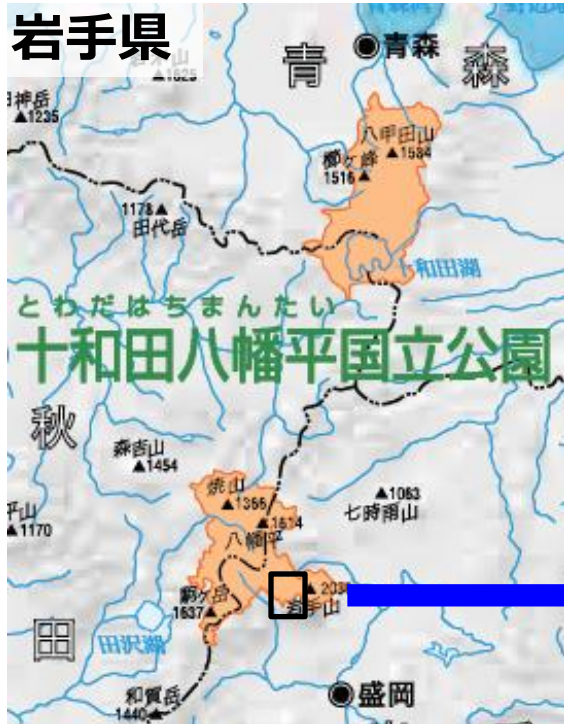 岩手県
青森
青森
▲1625
▲1235
八甲田山
▲1584
櫛ヶ峰
1516▲
1178▲
田代岳
十和田湖
とわだはちまんたい
十和田八幡平国立公園
秋田
森吉山
▲1454
焼山
▲1366
▲1614
八幡平
▲1063
七時雨山
▲1170
駒ヶ岳
1637▲
▲2038
岩手山
田沢湖
盛岡
和賀岳
1440▲